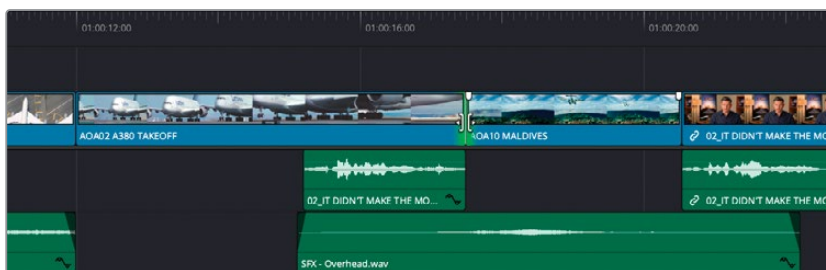 01:00:12:00 01:00:16:00 01:00:20:00
AOA02 A380 TAKEOFF AOA10 MALDIVES 02_IT DIDN'T MAKE THE MO
02_IT DIDN'T MAKE THE MO... 02_IT DIDN'T MAKE THE MO
SFX - Overhead.wav